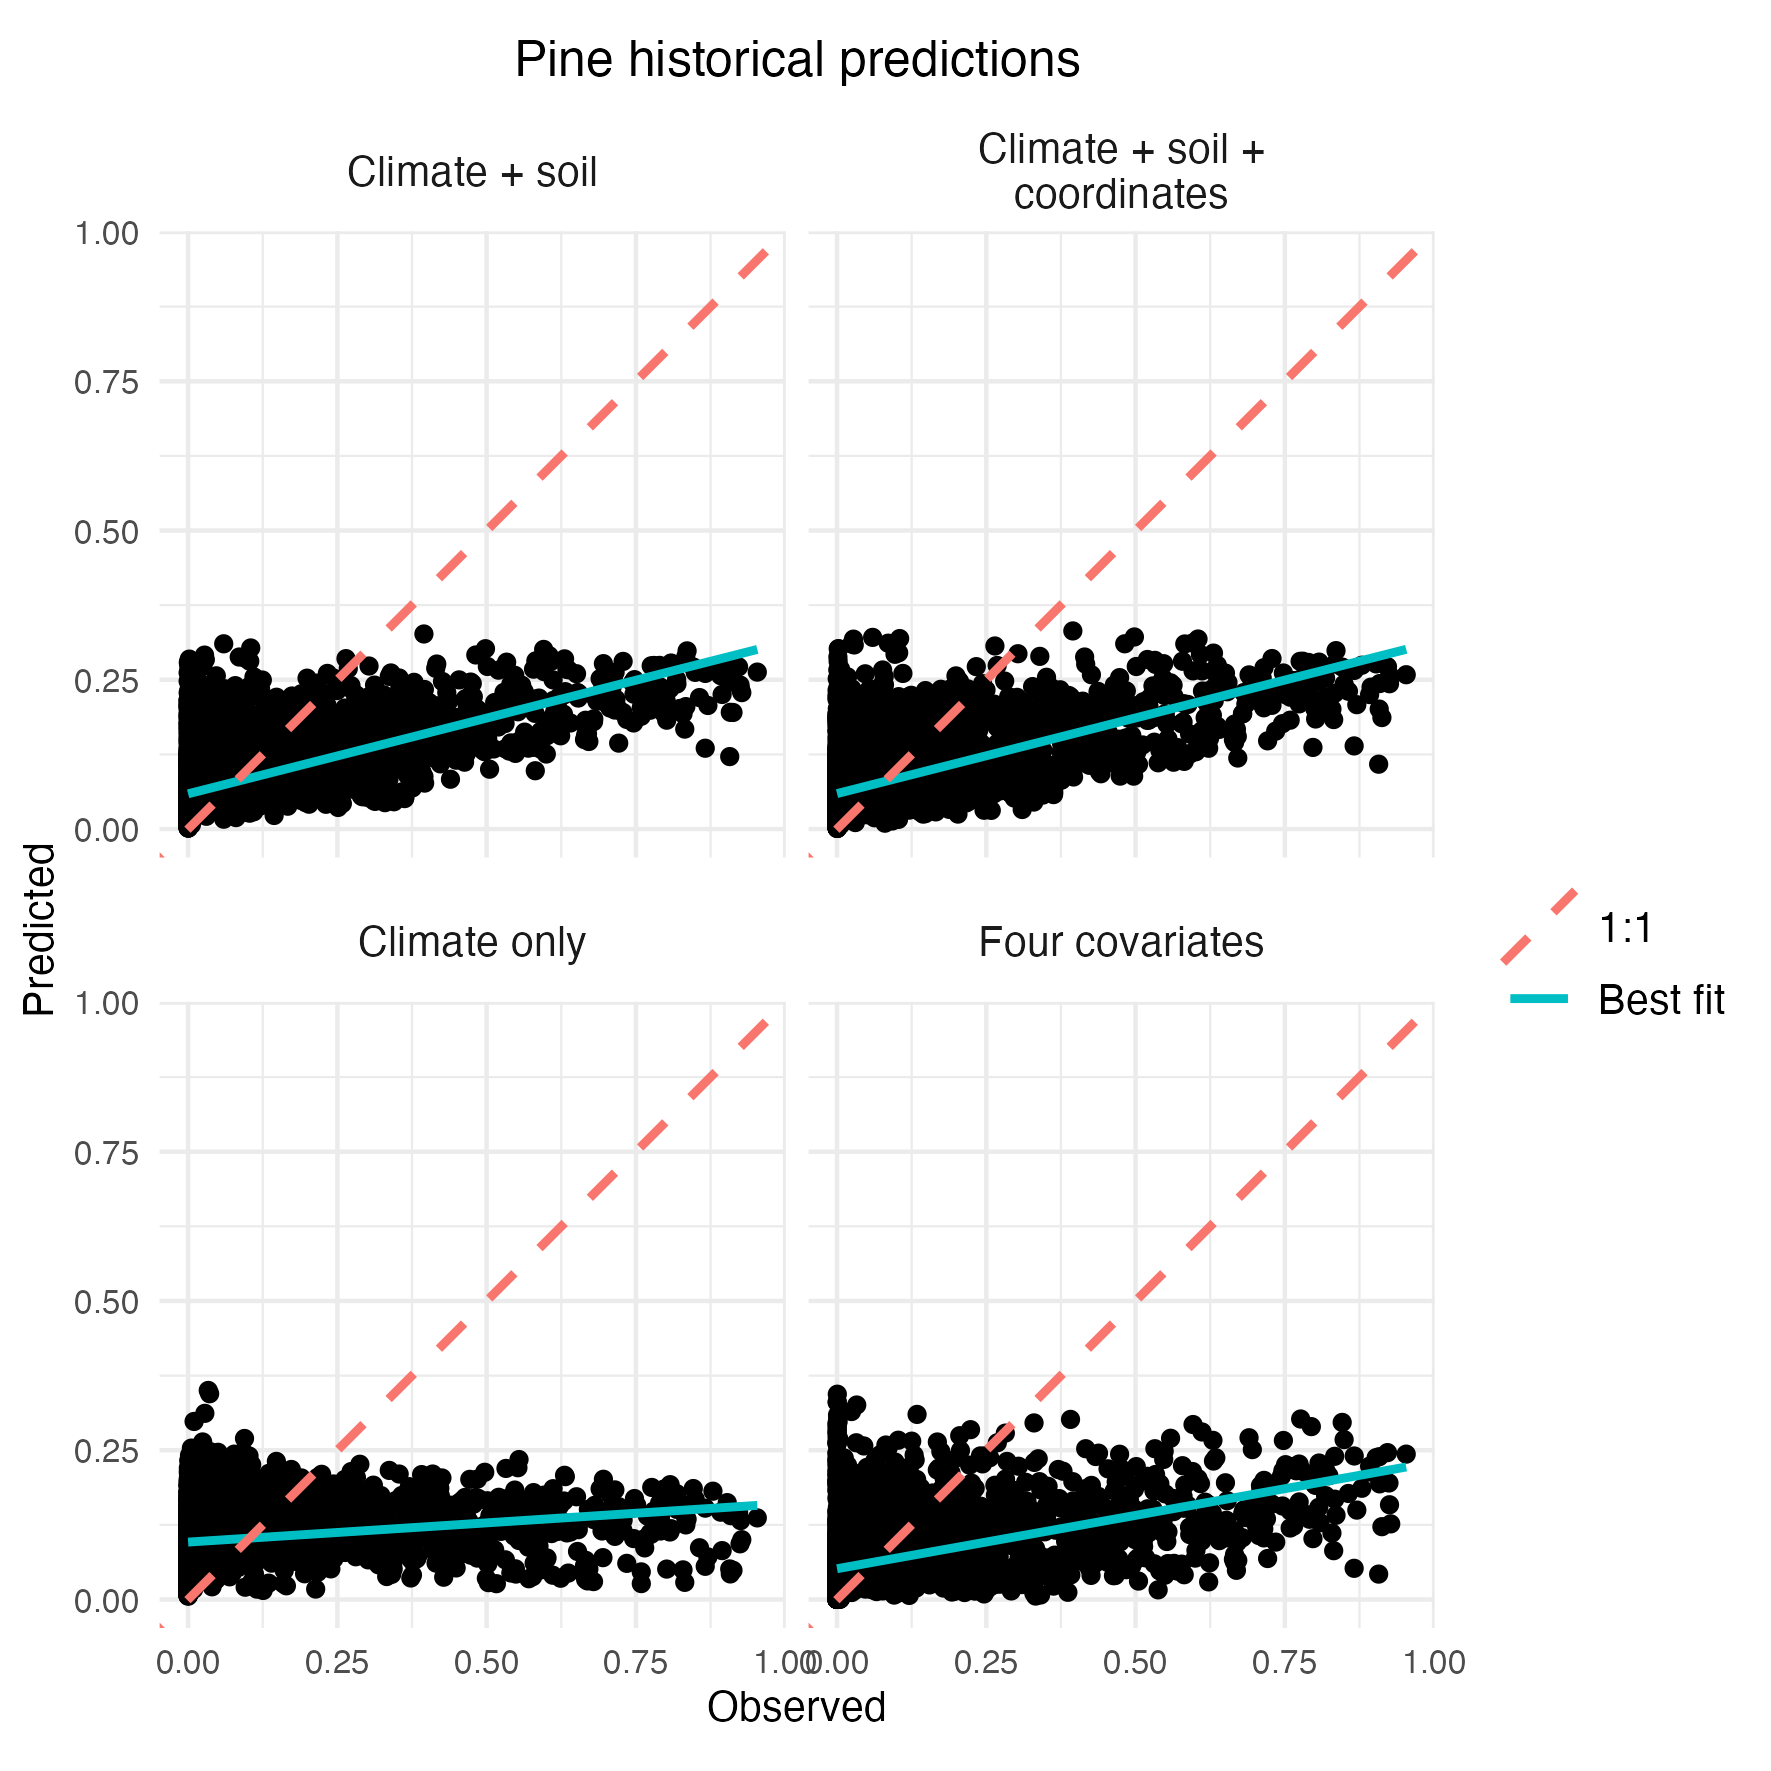 Pine historical predictions
Climate + soil
Climate + soil +
coordinates
1.00
0.75
0.50
0.25
0.00
Climate only
Four covariates
1.00
0.75
0.50
0.25
0.00
0.00 0.25 0.50 0.75 1.00
0.00 0.25 0.50 0.75 1.00
Observed
Predicted
1:1
Best fit